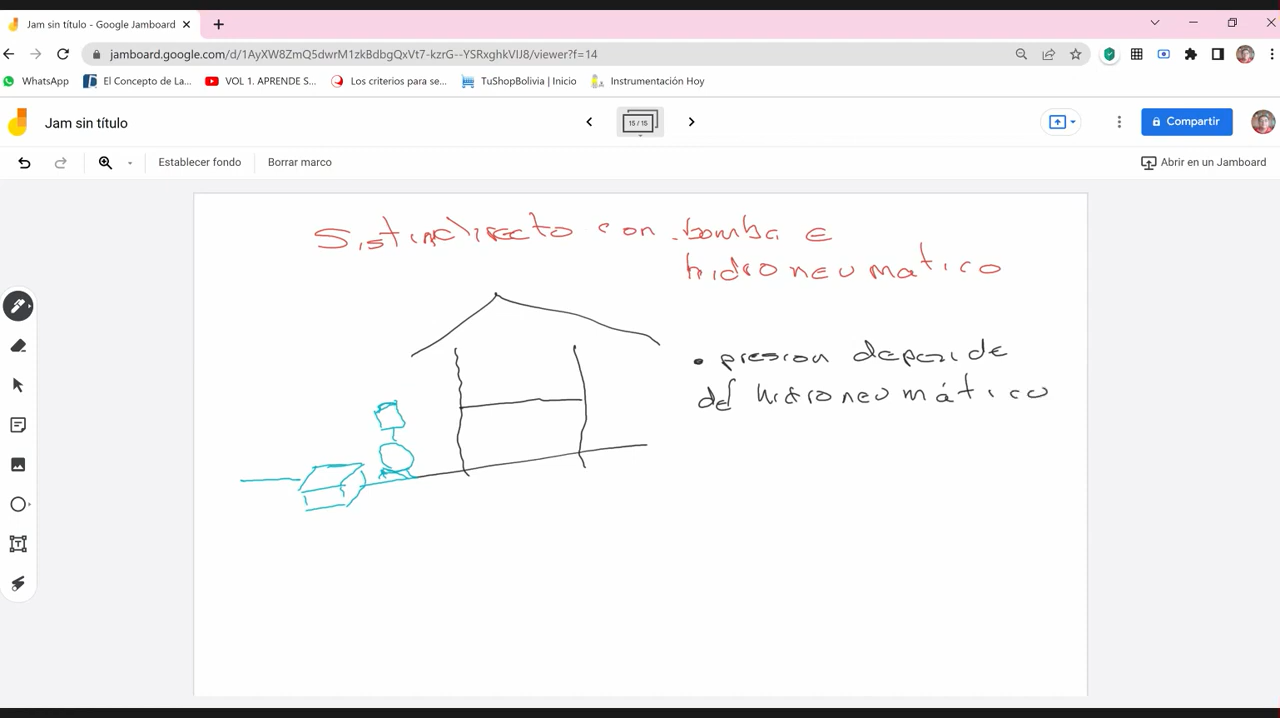 Jam sin título - Google Jamboard
jamboard.google.com/d/1AyXW8ZmQ5dwrM1zkBdbgQxVt7-kzrG--YSRxghkVIJ8/viewer?f=14
WhatsApp El Concepto de La... VOL 1. APRENDE S... Los criterios para se... TuShopBolivia | Inicio Instrumentación Hoy
Jam sin título
15 / 15
Compartir
Establecer fondo Borrar marco
Abrir en un Jamboard
con bomba e
hidroneumatico
• presion depende
del hidroneumático